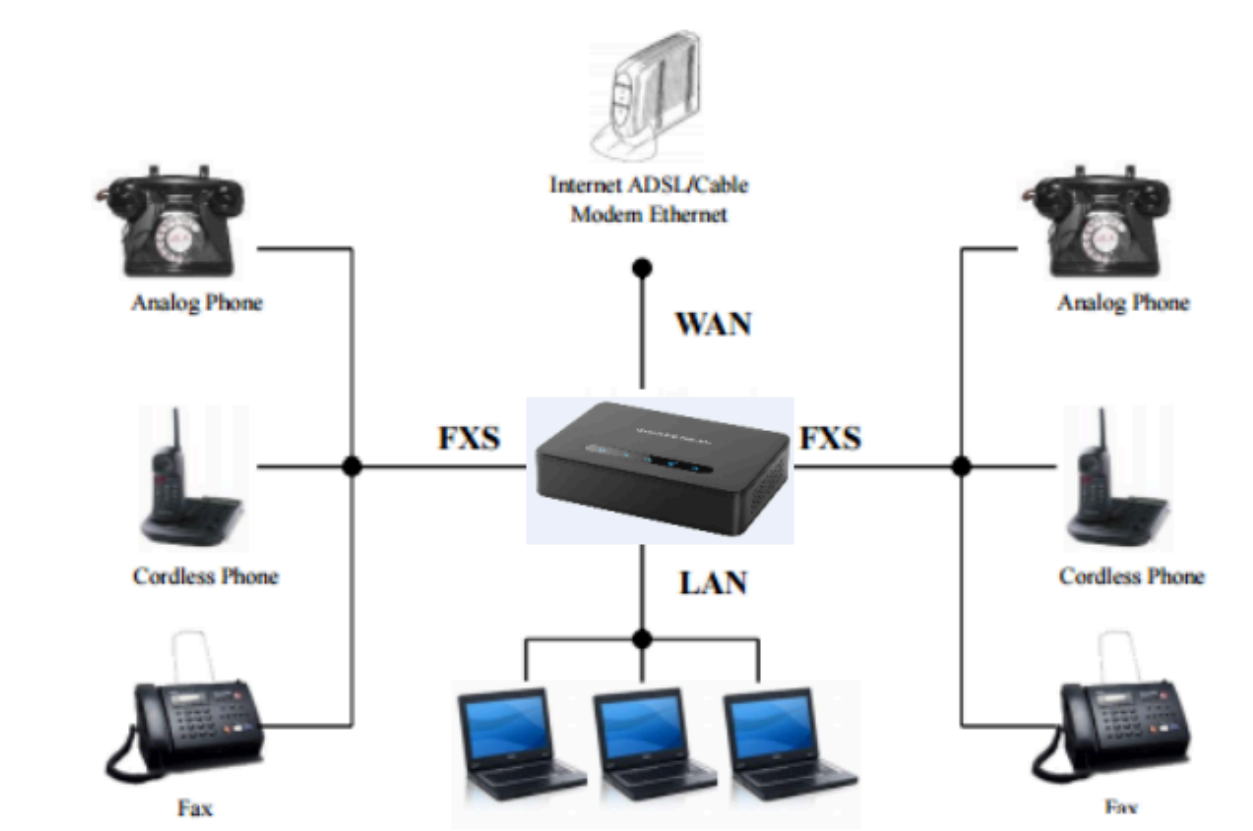 Internet ADSL/Cable
Modem Ethernet
Analog Phone
Analog Phone
WAN
FXS
FXS
Cordless Phone
Cordless Phone
LAN
Fax
Fax